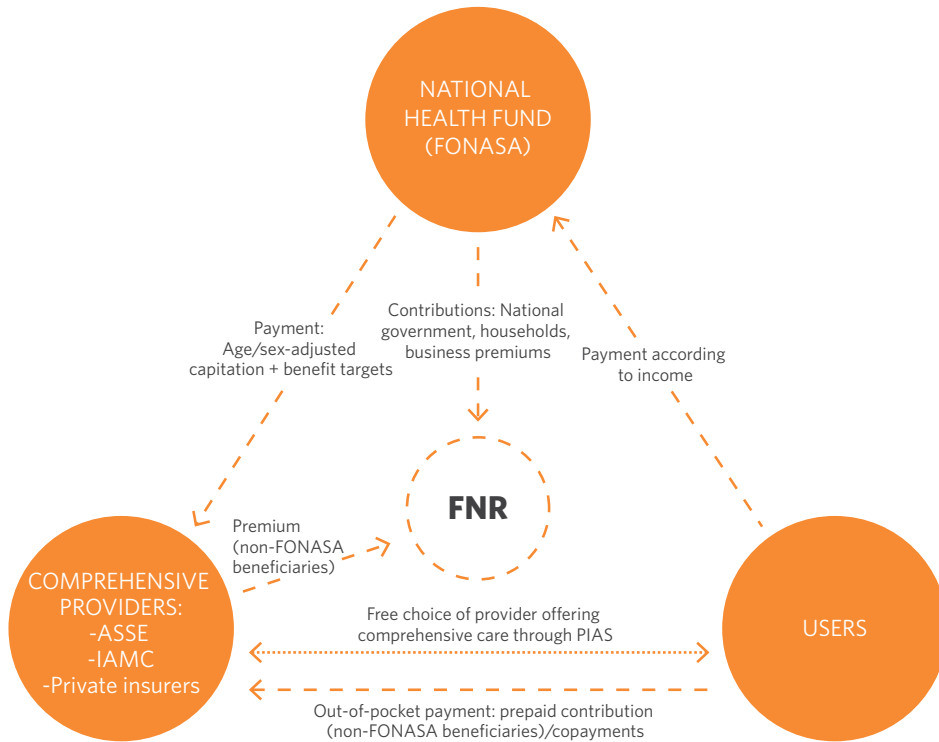 NATIONAL
HEALTH FUND
(FONASA)
Payment:
Age/sex-adjusted
capitation + benefit targets
Contributions: National
government, households,
business premiums
Payment according
to income
FNR
Premium
(non-FONASA
beneficiaries)
COMPREHENSIVE
PROVIDERS:
-ASSE
-IAMC
-Private insurers
Free choice of provider offering
comprehensive care through PIAS
USERS
Out-of-pocket payment: prepaid contribution
(non-FONASA beneficiaries)/copayments